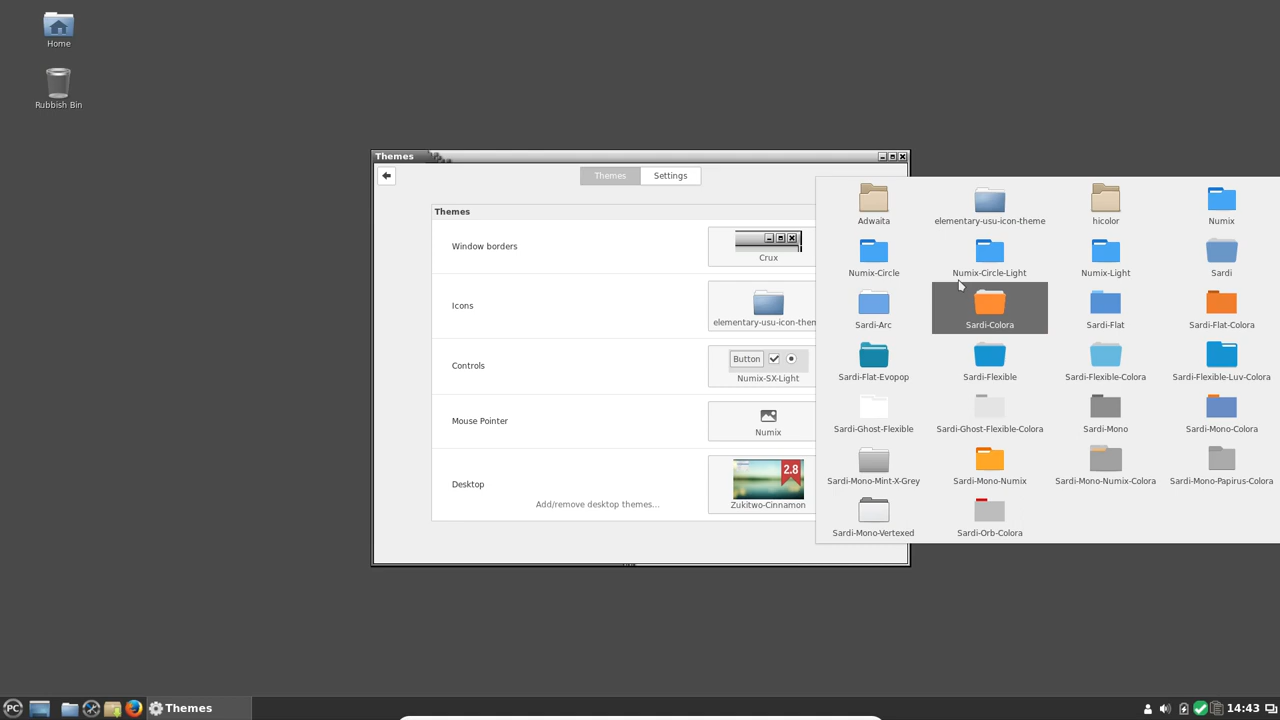 Home
Rubbish Bin
Themes
Themes
Settings
Themes
Window borders
Crux
Icons
elementary-usu-icon-them
Controls
Button
Numix-SX-Light
Mouse Pointer
Numix
Desktop
2.8
Zukitwo-Cinnamon
Add/remove desktop themes...
Adwaita
elementary-usu-icon-theme
hicolor
Numix
Numix-Circle
Numix-Circle-Light
Numix-Light
Sardi
Sardi-Arc
Sardi-Colora
Sardi-Flat
Sardi-Flat-Colora
Sardi-Flat-Evopop
Sardi-Flexible
Sardi-Flexible-Colora
Sardi-Flexible-Luv-Colora
Sardi-Ghost-Flexible
Sardi-Ghost-Flexible-Colora
Sardi-Mono
Sardi-Mono-Colora
Sardi-Mono-Mint-X-Grey
Sardi-Mono-Numix
Sardi-Mono-Numix-Colora
Sardi-Mono-Papirus-Colora
Sardi-Mono-Vertexed
Sardi-Orb-Colora
PC
Themes
14:43